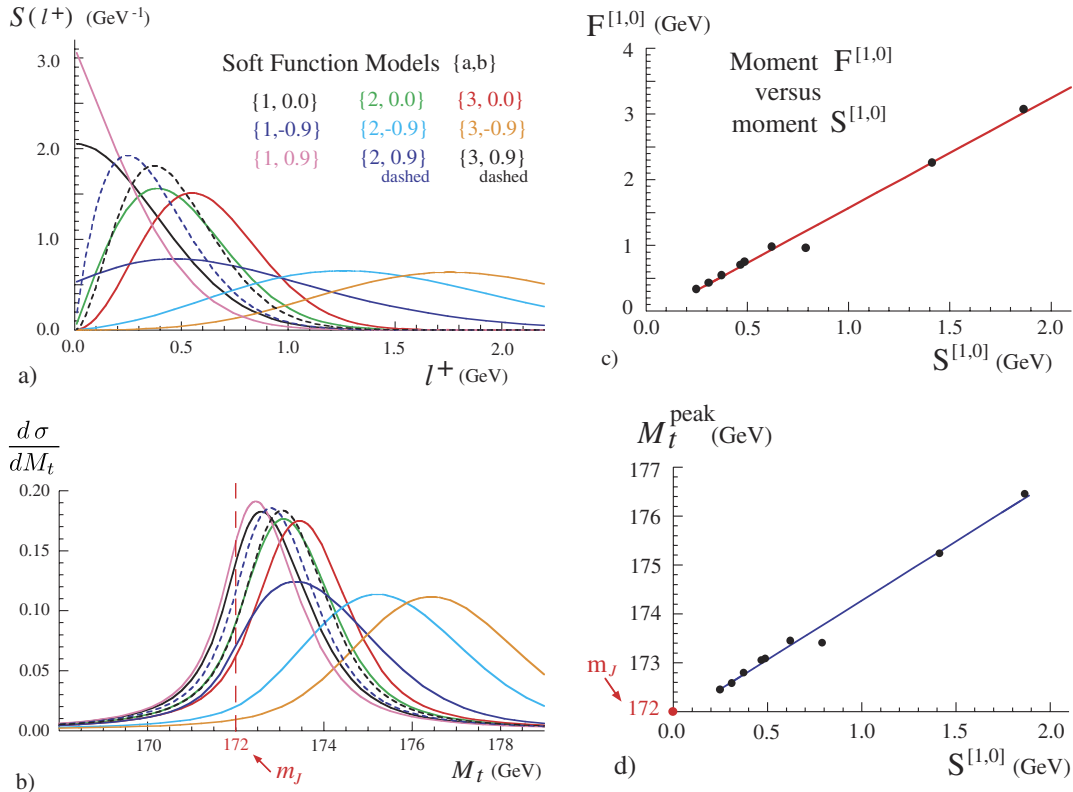 S(l+) (GeV⁻¹)
3.0
2.0
1.0
0.0
Soft Function Models {a,b}
{1, 0.0} {2, 0.0} {3, 0.0}
{1,-0.9} {2,-0.9} {3,-0.9}
{1, 0.9} {2, 0.9} {3, 0.9}
dashed dashed
0.0 0.5 1.0 1.5 2.0
l+ (GeV)
a)
F[1,0] (GeV)
4
3
2
1
0
Moment F[1,0]
versus
moment S[1,0]
0.0 0.5 1.0 1.5 2.0
S[1,0] (GeV)
c)
dσ
dM_t
0.20
0.15
0.10
0.05
0.00
170 172 174 176 178
m_J
M_t (GeV)
b)
M_t^peak (GeV)
177
176
175
174
173
m_J
172
0.0 0.5 1.0 1.5 2.0
S[1,0] (GeV)
d)